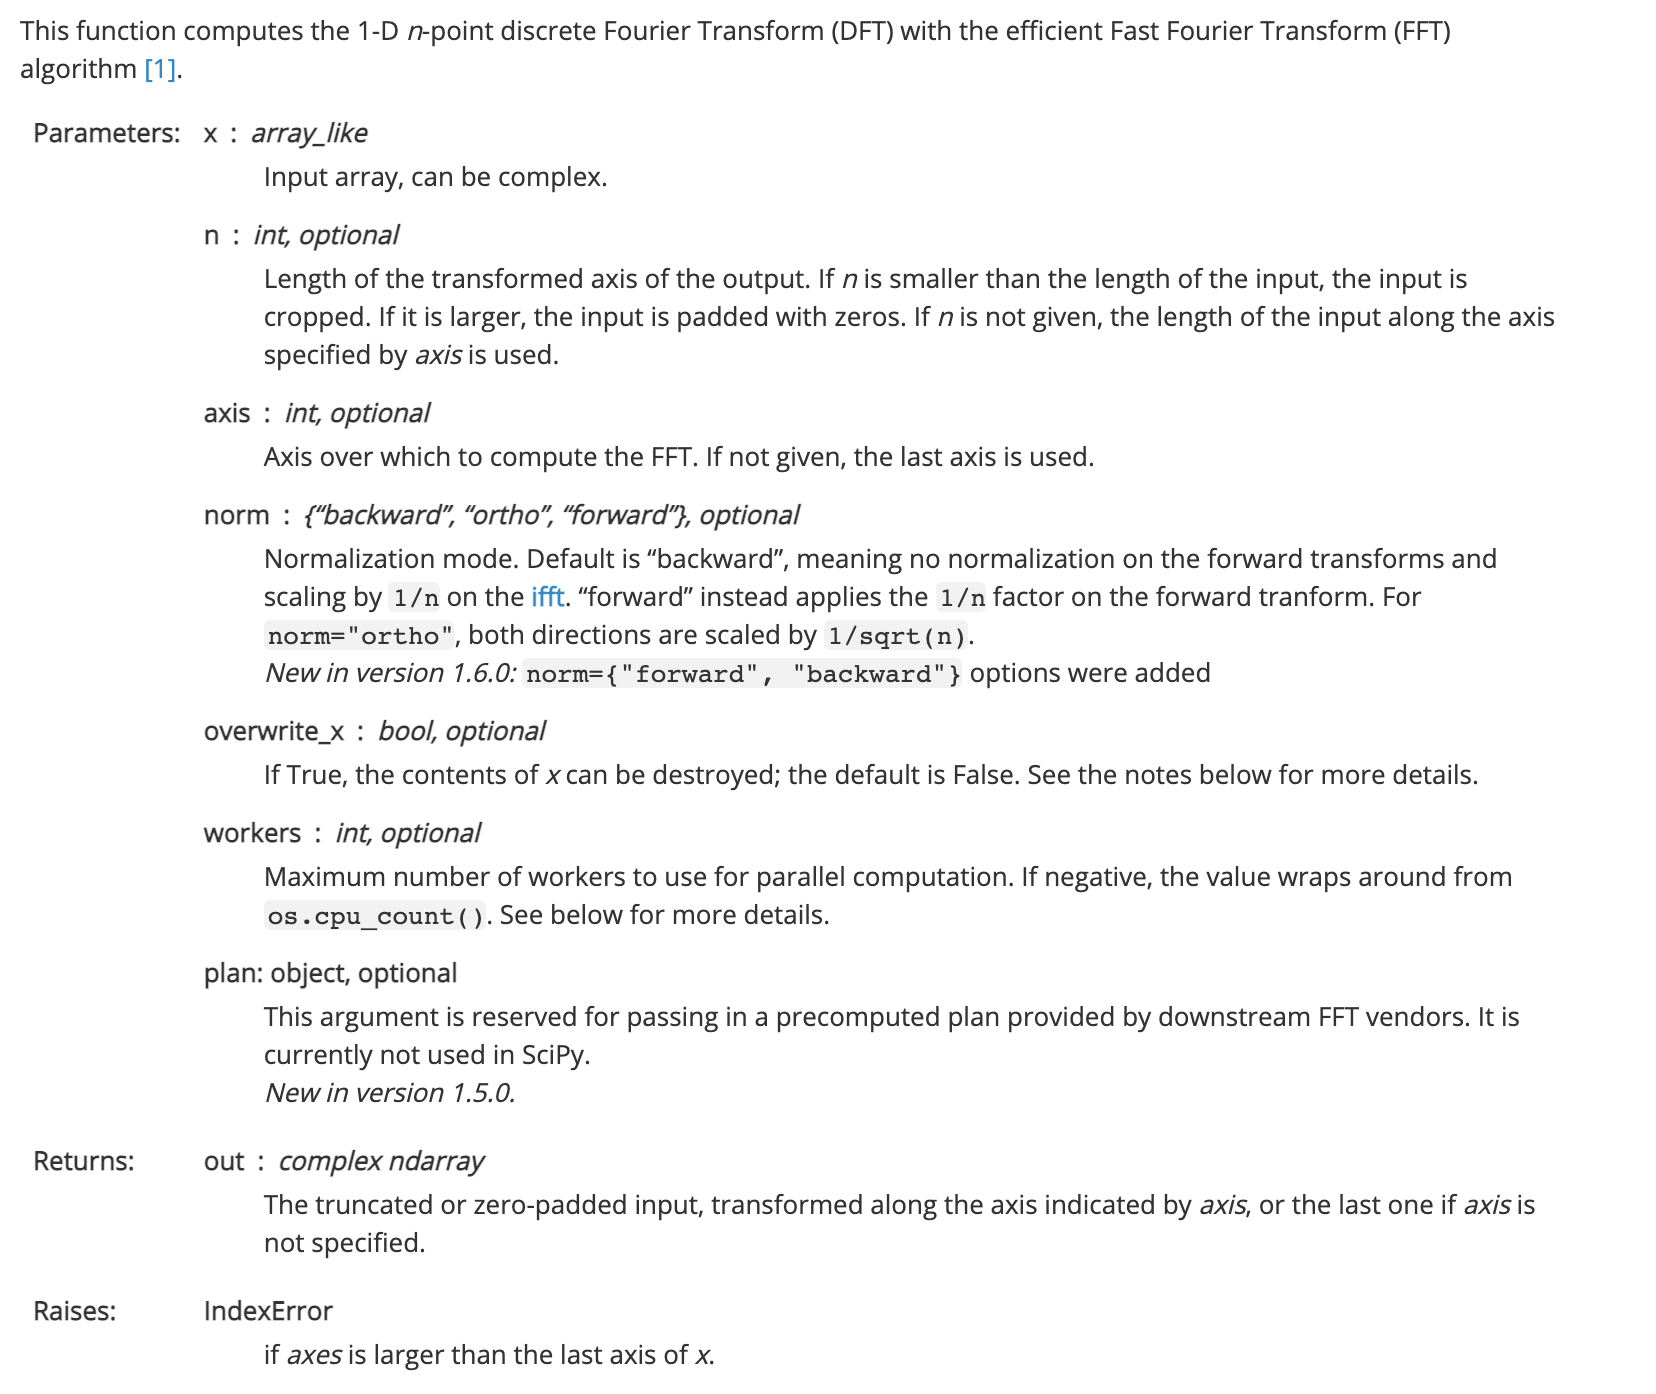 This function computes the 1-D n-point discrete Fourier Transform (DFT) with the efficient Fast Fourier Transform (FFT)
algorithm [1].
Parameters: x : array_like
Input array, can be complex.
n : int, optional
Length of the transformed axis of the output. If n is smaller than the length of the input, the input is
cropped. If it is larger, the input is padded with zeros. If n is not given, the length of the input along the axis
specified by axis is used.
axis : int, optional
Axis over which to compute the FFT. If not given, the last axis is used.
norm : {“backward”, “ortho”, “forward”}, optional
Normalization mode. Default is “backward”, meaning no normalization on the forward transforms and
scaling by 1/n on the ifft. “forward” instead applies the 1/n factor on the forward tranform. For
norm="ortho", both directions are scaled by 1/sqrt(n).
New in version 1.6.0: norm={"forward", "backward"} options were added
overwrite_x : bool, optional
If True, the contents of x can be destroyed; the default is False. See the notes below for more details.
workers : int, optional
Maximum number of workers to use for parallel computation. If negative, the value wraps around from
os.cpu_count(). See below for more details.
plan: object, optional
This argument is reserved for passing in a precomputed plan provided by downstream FFT vendors. It is
currently not used in SciPy.
New in version 1.5.0.
Returns: out : complex ndarray
The truncated or zero-padded input, transformed along the axis indicated by axis, or the last one if axis is
not specified.
Raises: IndexError
if axes is larger than the last axis of x.